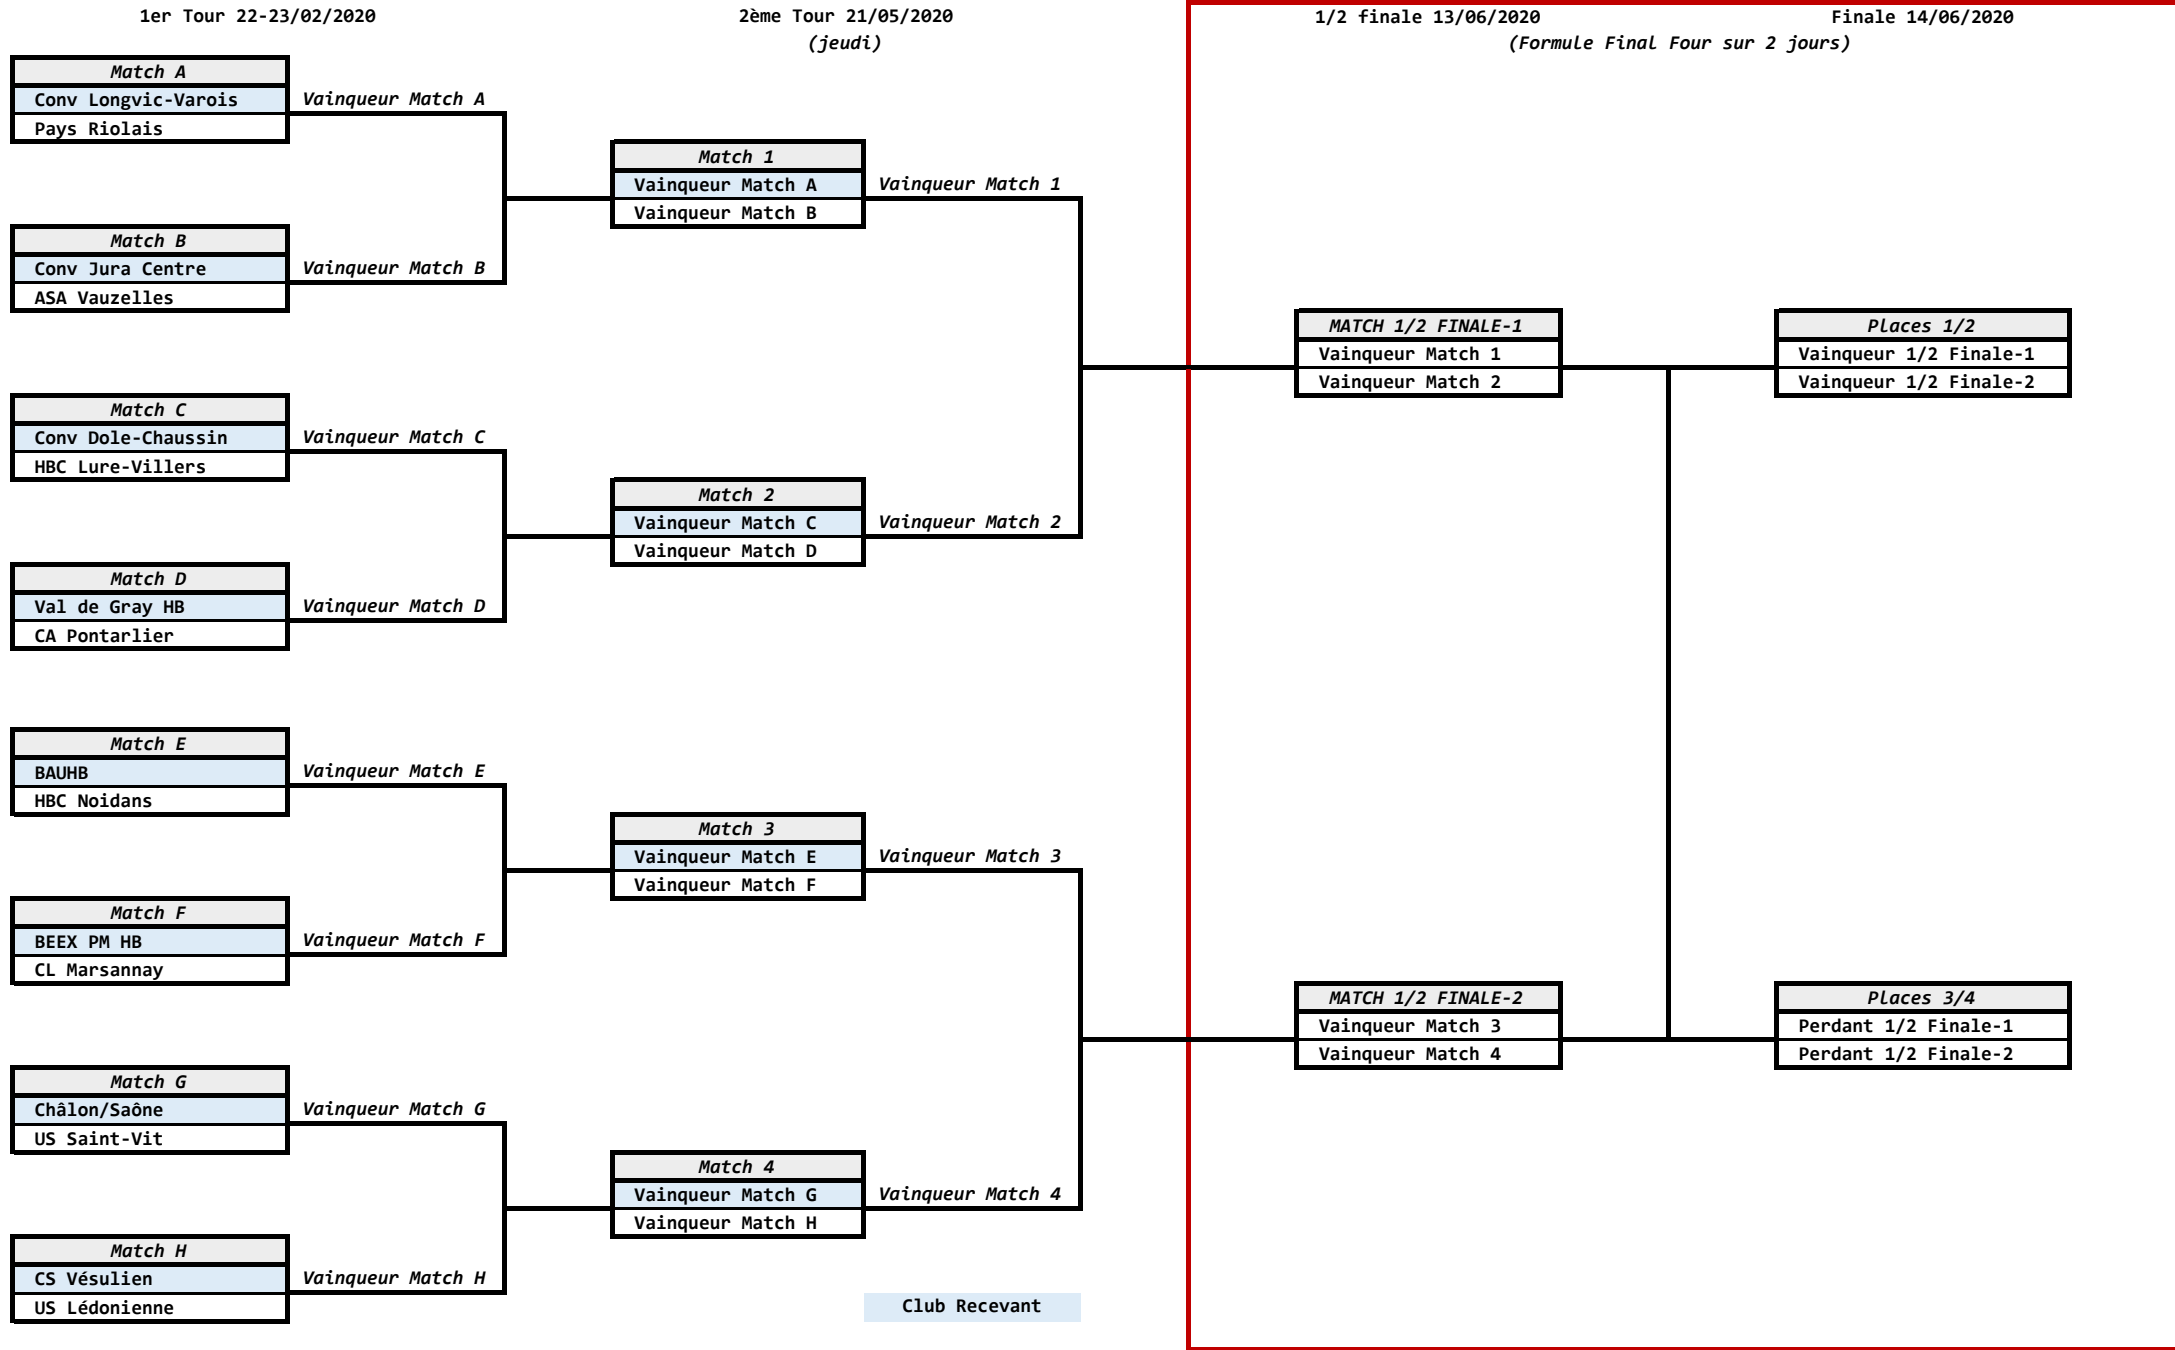 1er Tour 22-23/02/2020
2ème Tour 21/05/2020
(jeudi)
1/2 finale 13/06/2020
Finale 14/06/2020
(Formule Final Four sur 2 jours)
Match A
Conv Longvic-Varois
Pays Riolais
Vainqueur Match A
Match B
Conv Jura Centre
ASA Vauzelles
Vainqueur Match B
Match C
Conv Dole-Chaussin
HBC Lure-Villers
Vainqueur Match C
Match D
Val de Gray HB
CA Pontarlier
Vainqueur Match D
Match E
BAUHB
HBC Noidans
Vainqueur Match E
Match F
BEEX PM HB
CL Marsannay
Vainqueur Match F
Match G
Châlon/Saône
US Saint-Vit
Vainqueur Match G
Match H
CS Vésulien
US Lédonienne
Vainqueur Match H
Match 1
Vainqueur Match A
Vainqueur Match B
Vainqueur Match 1
Match 2
Vainqueur Match C
Vainqueur Match D
Vainqueur Match 2
Match 3
Vainqueur Match E
Vainqueur Match F
Vainqueur Match 3
Match 4
Vainqueur Match G
Vainqueur Match H
Vainqueur Match 4
Club Recevant
MATCH 1/2 FINALE-1
Vainqueur Match 1
Vainqueur Match 2
MATCH 1/2 FINALE-2
Vainqueur Match 3
Vainqueur Match 4
Places 1/2
Vainqueur 1/2 Finale-1
Vainqueur 1/2 Finale-2
Places 3/4
Perdant 1/2 Finale-1
Perdant 1/2 Finale-2